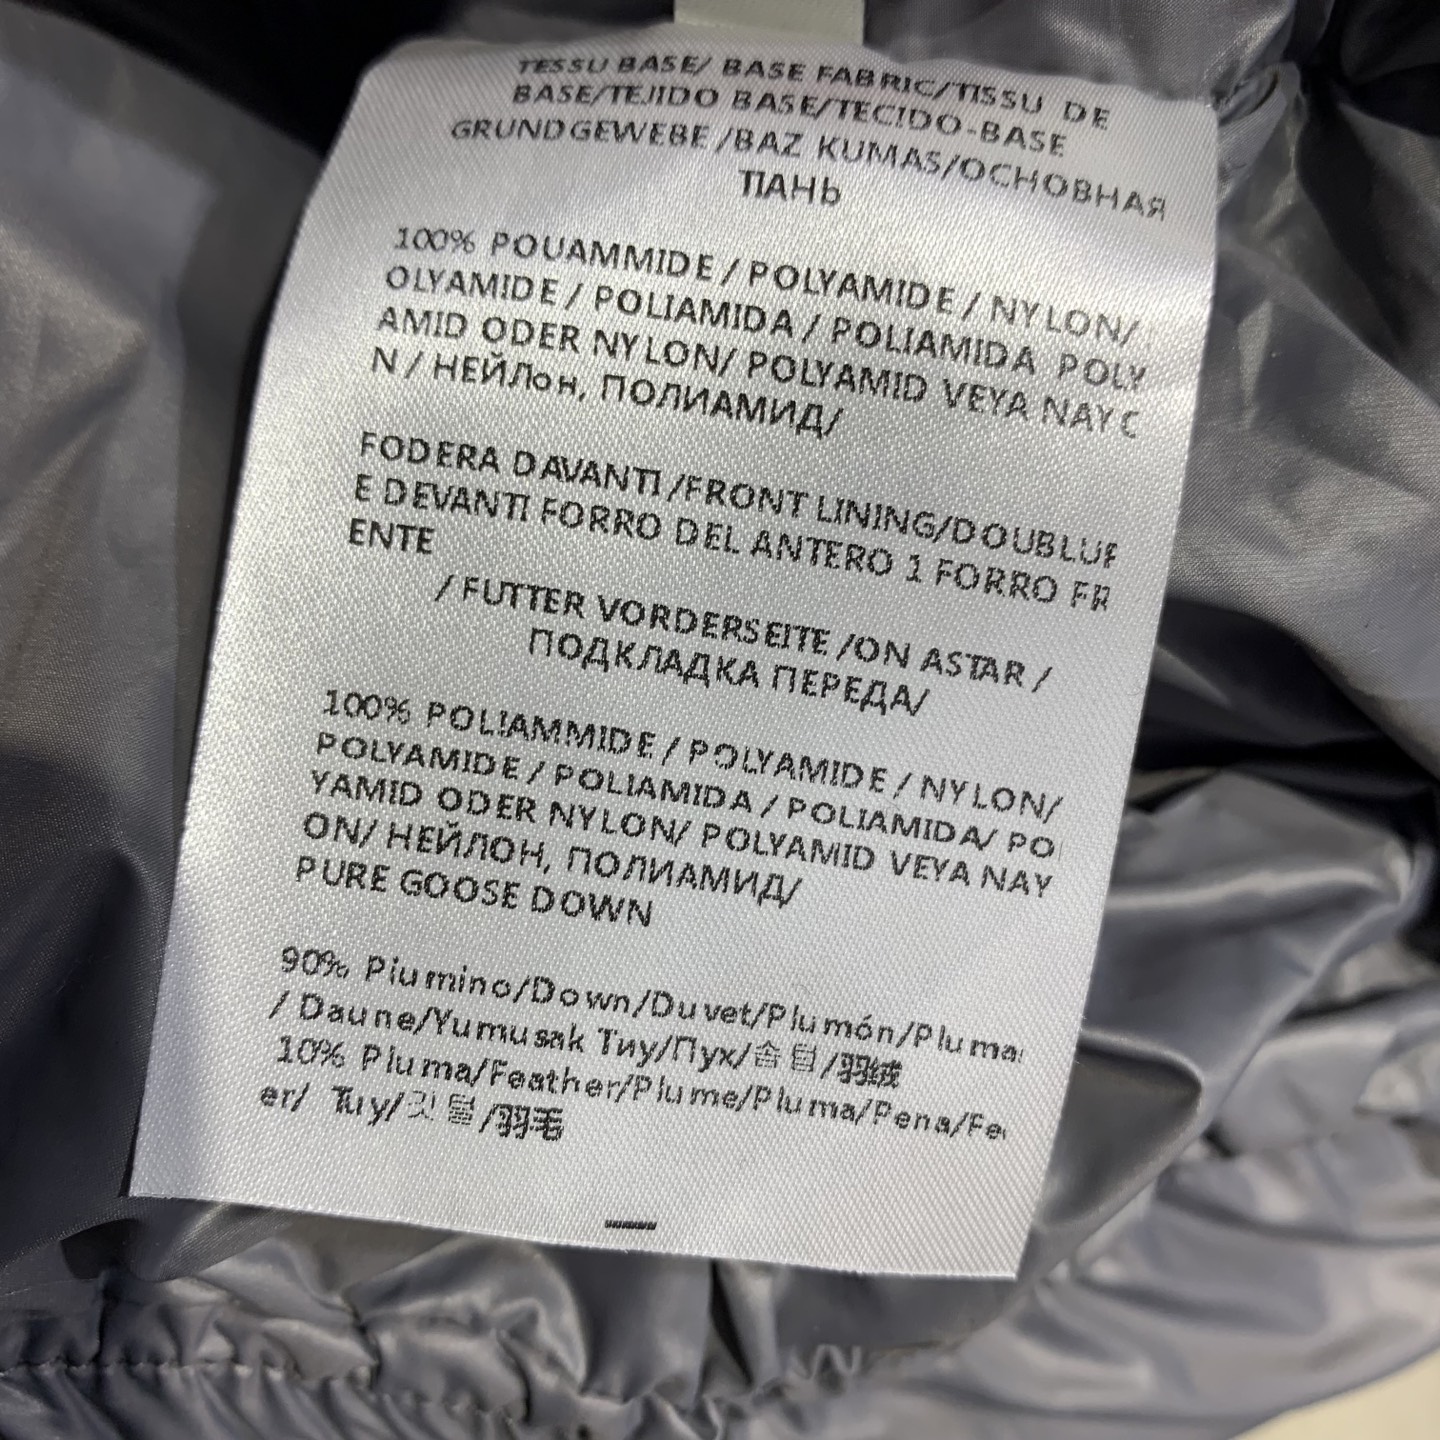 TESSU BASE/ BASE FABRIC/TISSU DE
BASE/TEJIDO BASE/TECIDO-BASE
GRUNDGEWEBE /BAZ KUMAS/ОСНОВНАЯ
ТІАНЬ
100% POUAMMIDE / POLYAMIDE / NYLON/
OLYAMIDE / POLIAMIDA / POLIAMIDA POLY
AMID ODER NYLON/ POLYAMID VEYA NAYC
N / НЕЙЛон, ПОЛИАМИД/
FODERA DAVANTI /FRONT LINING/DOUBLUF
E DEVANTI FORRO DEL ANTERO 1 FORRO FR
ENTE
/ FUTTER VORDERSEITE /ON ASTAR /
ПОДКЛАДКА ПЕРЕДА/
100% POLIAMMIDE / POLYAMIDE / NYLON/
POLYAMIDE / POLIAMIDA / POLIAMIDA/ PO
YAMID ODER NYLON/ POLYAMID VEYA NAY
ON/ НЕЙЛОН, ПОЛИАМИД/
PURE GOOSE DOWN
90% Piumino/Down/Duvet/Plumón/Pluma
/ Daune/Yumusak Tиy/Пух/솜털/羽绒
10% Pluma/Feather/Plume/Pluma/Pena/Fe
er/ Tuy/깃털/羽毛